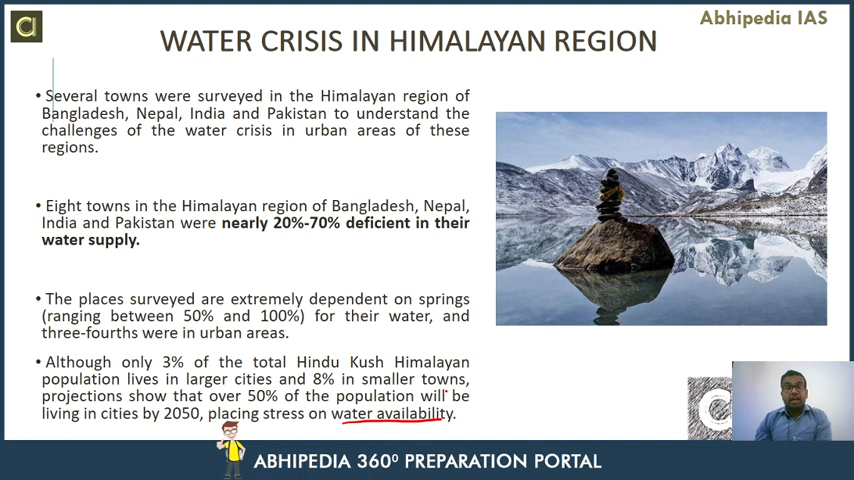 Abhipedia IAS
WATER CRISIS IN HIMALAYAN REGION
• Several towns were surveyed in the Himalayan region of
Bangladesh, Nepal, India and Pakistan to understand the
challenges of the water crisis in urban areas of these
regions.
• Eight towns in the Himalayan region of Bangladesh, Nepal,
India and Pakistan were nearly 20%-70% deficient in their
water supply.
• The places surveyed are extremely dependent on springs
(ranging between 50% and 100%) for their water, and
three-fourths were in urban areas.
• Although only 3% of the total Hindu Kush Himalayan
population lives in larger cities and 8% in smaller towns,
projections show that over 50% of the population will be
living in cities by 2050, placing stress on water availability.
ABHIPEDIA 360⁰ PREPARATION PORTAL